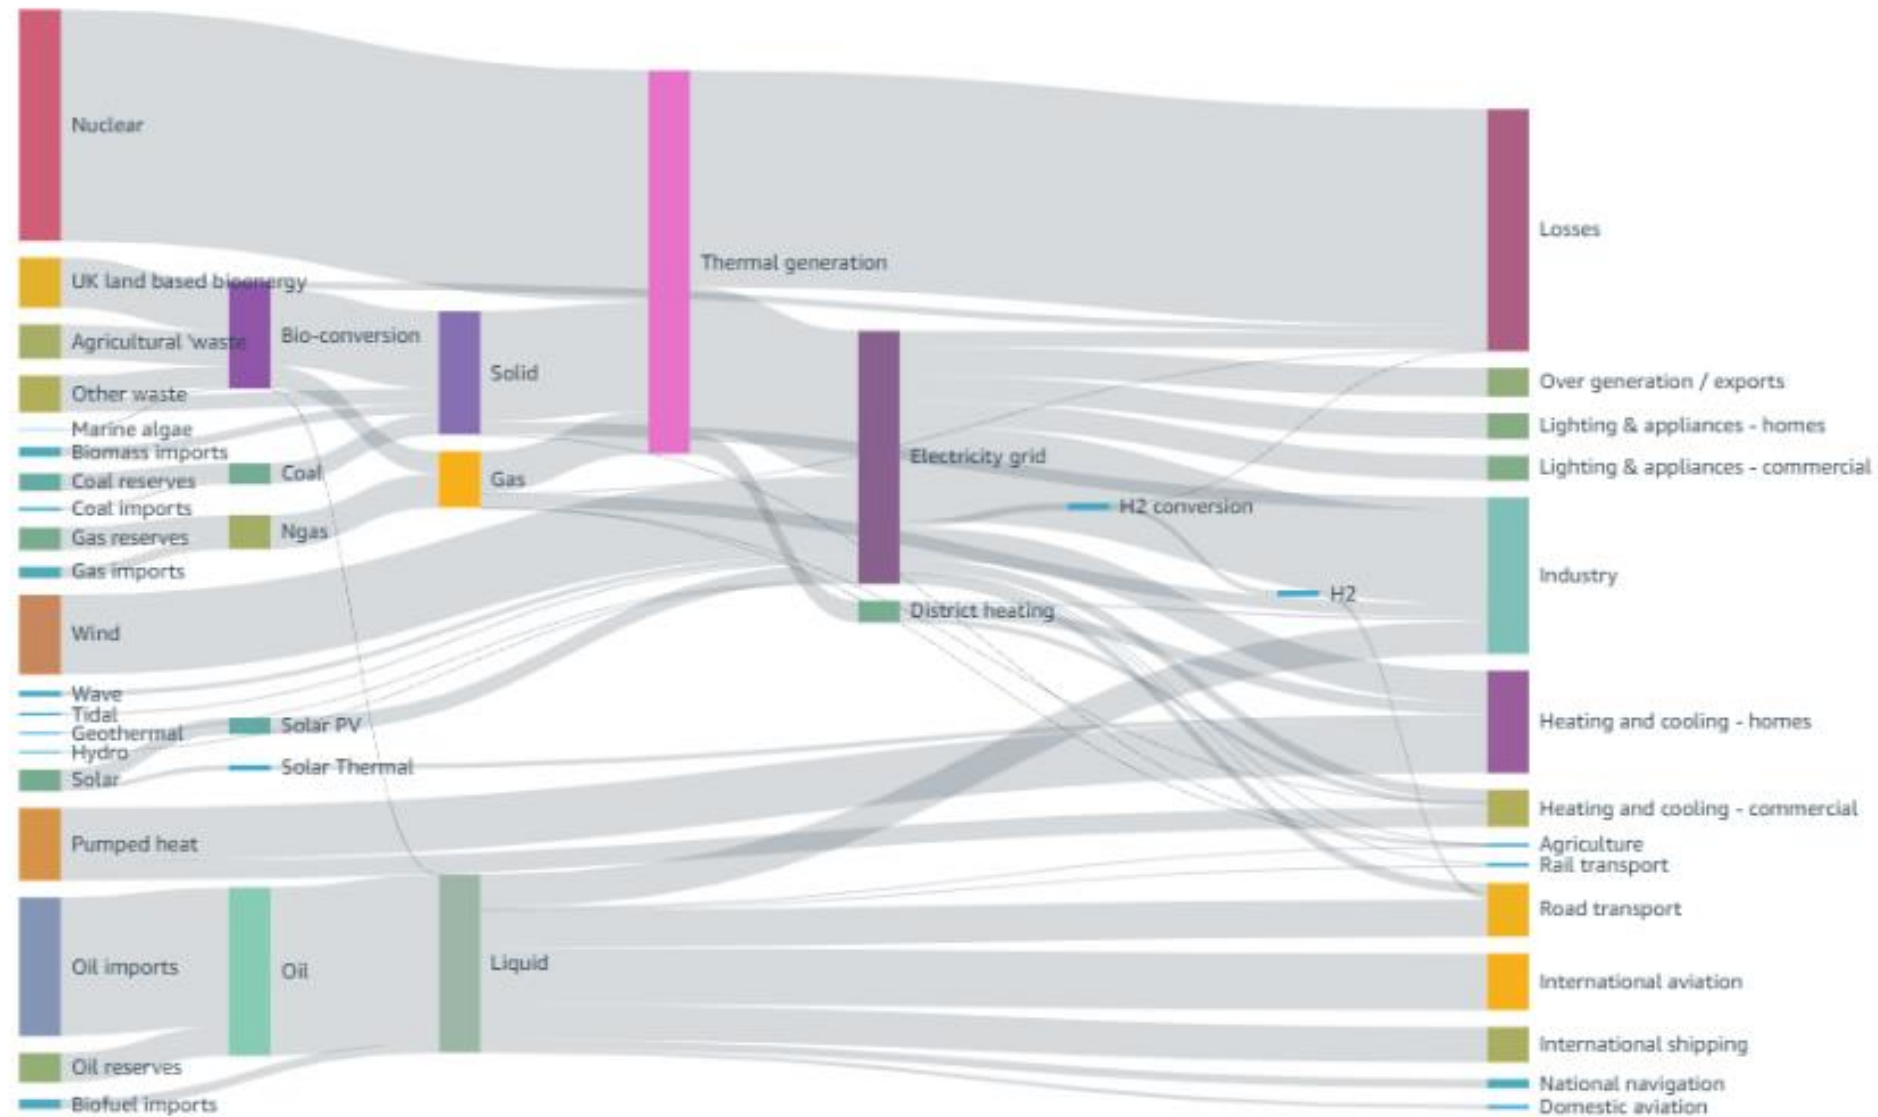 Nuclear
UK land based bioenergy
Agricultural 'waste'
Other waste
Marine algae
Biomass imports
Coal reserves
Coal imports
Gas reserves
Gas imports
Wind
Wave
Tidal
Geothermal
Hydro
Solar
Pumped heat
Oil imports
Oil reserves
Biofuel imports
Bio-conversion
Coal
Ngas
Solar PV
Solar Thermal
Oil
Solid
Gas
Liquid
Thermal generation
Electricity grid
District heating
H2 conversion
H2
Losses
Over generation / exports
Lighting & appliances - homes
Lighting & appliances - commercial
Industry
Heating and cooling - homes
Heating and cooling - commercial
Agriculture
Rail transport
Road transport
International aviation
International shipping
National navigation
Domestic aviation